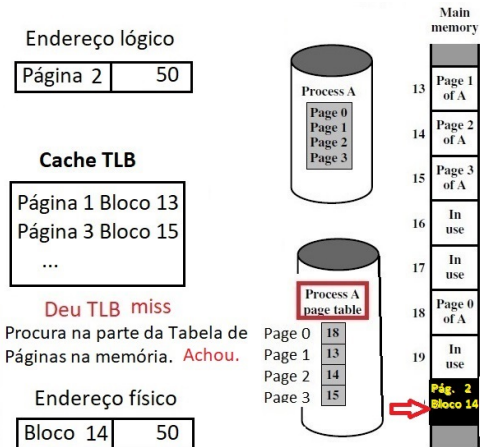 Endereço lógico
Página 2 50
Cache TLB
Página 1 Bloco 13
Página 3 Bloco 15
...
Deu TLB miss
Procura na parte da Tabela de
Páginas na memória. Achou.
Endereço físico
Bloco 14 50
Process A
Page 0
Page 1
Page 2
Page 3
Process A
page table
Page 0 18
Page 1 13
Page 2 14
Page 3 15
Main
memory
13 Page 1
of A
14 Page 2
of A
15 Page 3
of A
16 In
use
17 In
use
18 Page 0
of A
19 In
use
Pág. 2
Bloco 14